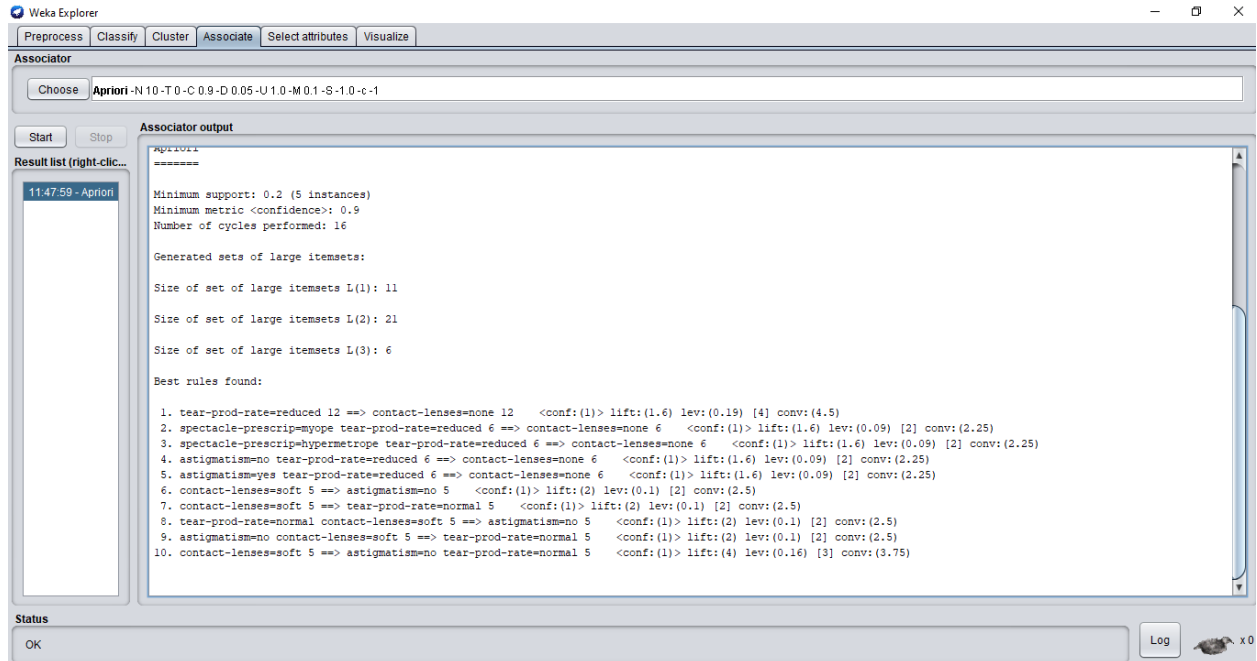 Weka Explorer
Preprocess Classify Cluster Associate Select attributes Visualize
Associator
Choose Apriori -N 10 -T 0 -C 0.9 -D 0.05 -U 1.0 -M 0.1 -S -1.0 -c -1
Start Stop
Associator output
Result list (right-clic...
11:47:59 - Apriori
Apriori
=======
Minimum support: 0.2 (5 instances)
Minimum metric <confidence>: 0.9
Number of cycles performed: 16
Generated sets of large itemsets:
Size of set of large itemsets L(1): 11
Size of set of large itemsets L(2): 21
Size of set of large itemsets L(3): 6
Best rules found:
1. tear-prod-rate=reduced 12 ==> contact-lenses=none 12 <conf:(1)> lift:(1.6) lev:(0.19) [4] conv:(4.5)
2. spectacle-prescrip=myope tear-prod-rate=reduced 6 ==> contact-lenses=none 6 <conf:(1)> lift:(1.6) lev:(0.09) [2] conv:(2.25)
3. spectacle-prescrip=hypermetrope tear-prod-rate=reduced 6 ==> contact-lenses=none 6 <conf:(1)> lift:(1.6) lev:(0.09) [2] conv:(2.25)
4. astigmatism=no tear-prod-rate=reduced 6 ==> contact-lenses=none 6 <conf:(1)> lift:(1.6) lev:(0.09) [2] conv:(2.25)
5. astigmatism=yes tear-prod-rate=reduced 6 ==> contact-lenses=none 6 <conf:(1)> lift:(1.6) lev:(0.09) [2] conv:(2.25)
6. contact-lenses=soft 5 ==> astigmatism=no 5 <conf:(1)> lift:(2) lev:(0.1) [2] conv:(2.5)
7. contact-lenses=soft 5 ==> tear-prod-rate=normal 5 <conf:(1)> lift:(2) lev:(0.1) [2] conv:(2.5)
8. tear-prod-rate=normal contact-lenses=soft 5 ==> astigmatism=no 5 <conf:(1)> lift:(2) lev:(0.1) [2] conv:(2.5)
9. astigmatism=no contact-lenses=soft 5 ==> tear-prod-rate=normal 5 <conf:(1)> lift:(2) lev:(0.1) [2] conv:(2.5)
10. contact-lenses=soft 5 ==> astigmatism=no tear-prod-rate=normal 5 <conf:(1)> lift:(4) lev:(0.16) [3] conv:(3.75)
Status
OK
Log
x 0